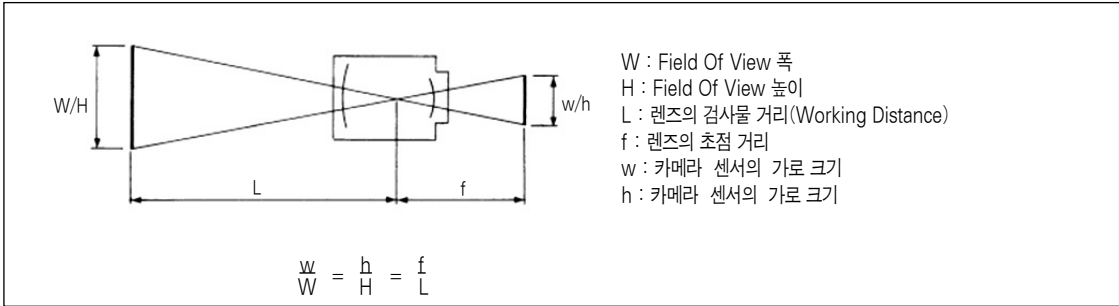 W/H
w/h
L
f
W : Field Of View 폭
H : Field Of View 높이
L : 렌즈의 검사물 거리(Working Distance)
f : 렌즈의 초점 거리
w : 카메라 센서의 가로 크기
h : 카메라 센서의 가로 크기
w/W = h/H = f/L